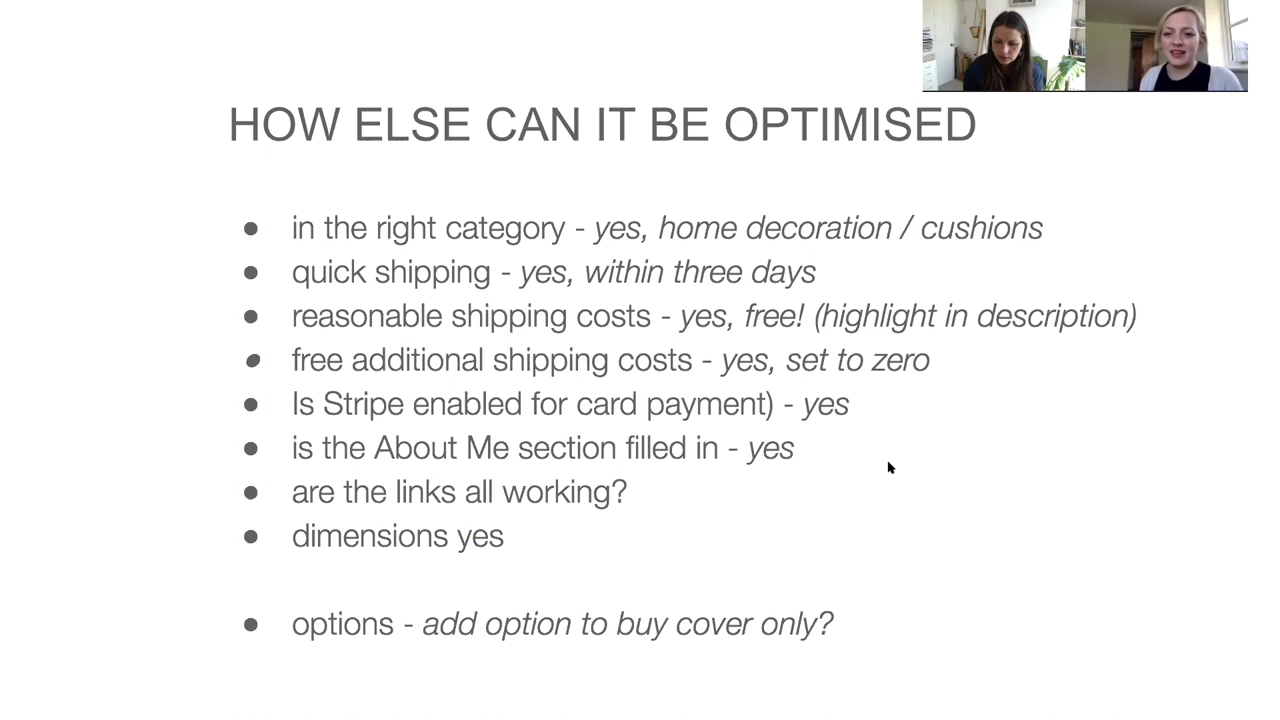 HOW ELSE CAN IT BE OPTIMISED
● in the right category - yes, home decoration / cushions
● quick shipping - yes, within three days
● reasonable shipping costs - yes, free! (highlight in description)
● free additional shipping costs - yes, set to zero
● Is Stripe enabled for card payment) - yes
● is the About Me section filled in - yes
● are the links all working?
● dimensions yes
● options - add option to buy cover only?